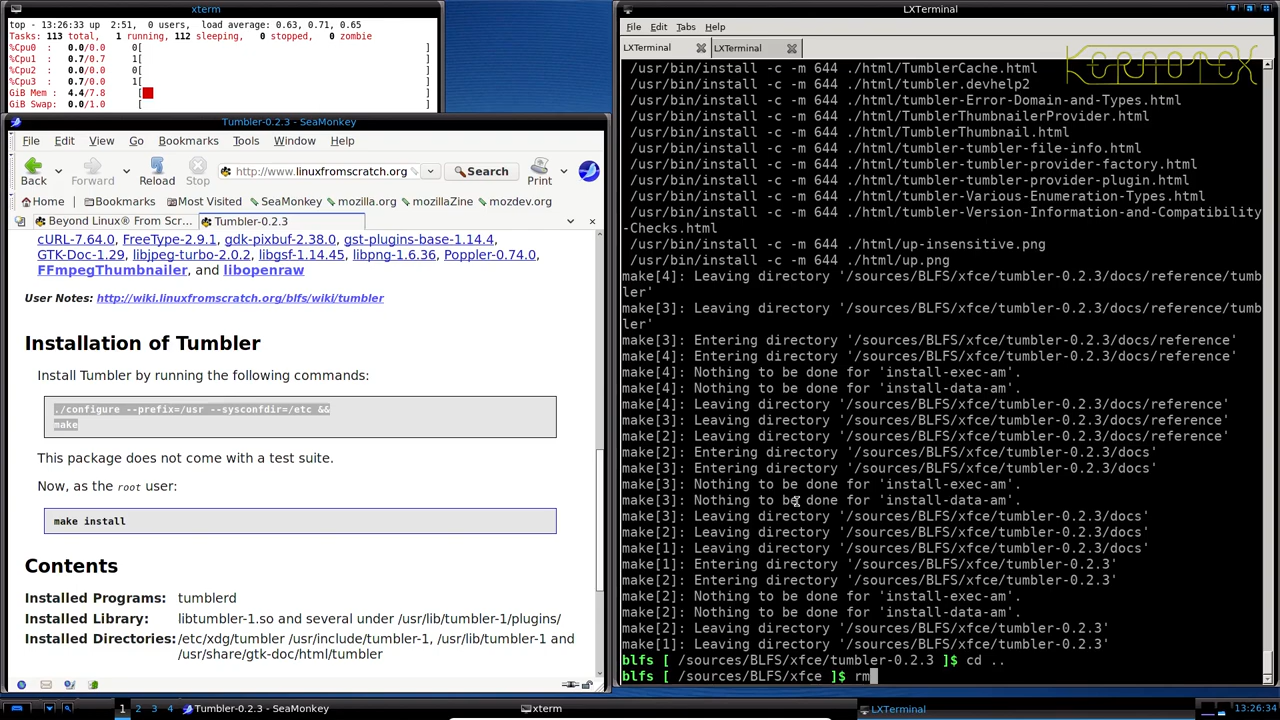 xterm
top - 13:26:33 up  2:51,  0 users,  load average: 0.63, 0.71, 0.65
Tasks: 113 total,   1 running, 112 sleeping,   0 stopped,   0 zombie
%Cpu0  :   0.0/0.0     0[                                        ]
%Cpu1  :   0.7/0.7     1[                                        ]
%Cpu2  :   0.0/0.0     0[                                        ]
%Cpu3  :   0.7/0.0     1[                                        ]
GiB Mem :  4.4/7.8      [                                        ]
GiB Swap:  0.0/1.0      [                                        ]
Tumbler-0.2.3 - SeaMonkey
File Edit View Go Bookmarks Tools Window Help
Back Forward Reload Stop http://www.linuxfromscratch.org Search Print
Home Bookmarks Most Visited SeaMonkey mozilla.org mozillaZine mozdev.org
Beyond Linux® From Scr... Tumbler-0.2.3
cURL-7.64.0, FreeType-2.9.1, gdk-pixbuf-2.38.0, gst-plugins-base-1.14.4,
GTK-Doc-1.29, libjpeg-turbo-2.0.2, libgsf-1.14.45, libpng-1.6.36, Poppler-0.74.0,
FFmpegThumbnailer, and libopenraw
User Notes: http://wiki.linuxfromscratch.org/blfs/wiki/tumbler
Installation of Tumbler
Install Tumbler by running the following commands:
./configure --prefix=/usr --sysconfdir=/etc &&
make
This package does not come with a test suite.
Now, as the root user:
make install
Contents
Installed Programs: tumblerd
Installed Library: libtumbler-1.so and several under /usr/lib/tumbler-1/plugins/
Installed Directories: /etc/xdg/tumbler /usr/include/tumbler-1, /usr/lib/tumbler-1 and
/usr/share/gtk-doc/html/tumbler
LXTerminal
File Edit Tabs Help
LXTerminal LXTerminal
KERNOTEX
/usr/bin/install -c -m 644 ./html/TumblerCache.html
/usr/bin/install -c -m 644 ./html/tumbler.devhelp2
/usr/bin/install -c -m 644 ./html/tumbler-Error-Domain-and-Types.html
/usr/bin/install -c -m 644 ./html/TumblerThumbnailerProvider.html
/usr/bin/install -c -m 644 ./html/TumblerThumbnail.html
/usr/bin/install -c -m 644 ./html/tumbler-tumbler-file-info.html
/usr/bin/install -c -m 644 ./html/tumbler-tumbler-provider-factory.html
/usr/bin/install -c -m 644 ./html/tumbler-tumbler-provider-plugin.html
/usr/bin/install -c -m 644 ./html/tumbler-Various-Enumeration-Types.html
/usr/bin/install -c -m 644 ./html/tumbler-Version-Information-and-Compatibility
-Checks.html
/usr/bin/install -c -m 644 ./html/up-insensitive.png
/usr/bin/install -c -m 644 ./html/up.png
make[4]: Leaving directory '/sources/BLFS/xfce/tumbler-0.2.3/docs/reference/tumb
ler'
make[3]: Leaving directory '/sources/BLFS/xfce/tumbler-0.2.3/docs/reference/tumb
ler'
make[3]: Entering directory '/sources/BLFS/xfce/tumbler-0.2.3/docs/reference'
make[4]: Entering directory '/sources/BLFS/xfce/tumbler-0.2.3/docs/reference'
make[4]: Nothing to be done for 'install-exec-am'.
make[4]: Nothing to be done for 'install-data-am'.
make[4]: Leaving directory '/sources/BLFS/xfce/tumbler-0.2.3/docs/reference'
make[3]: Leaving directory '/sources/BLFS/xfce/tumbler-0.2.3/docs/reference'
make[2]: Leaving directory '/sources/BLFS/xfce/tumbler-0.2.3/docs/reference'
make[2]: Entering directory '/sources/BLFS/xfce/tumbler-0.2.3/docs'
make[3]: Entering directory '/sources/BLFS/xfce/tumbler-0.2.3/docs'
make[3]: Nothing to be done for 'install-exec-am'.
make[3]: Nothing to be done for 'install-data-am'.
make[3]: Leaving directory '/sources/BLFS/xfce/tumbler-0.2.3/docs'
make[2]: Leaving directory '/sources/BLFS/xfce/tumbler-0.2.3/docs'
make[1]: Leaving directory '/sources/BLFS/xfce/tumbler-0.2.3/docs'
make[1]: Entering directory '/sources/BLFS/xfce/tumbler-0.2.3'
make[2]: Entering directory '/sources/BLFS/xfce/tumbler-0.2.3'
make[2]: Nothing to be done for 'install-exec-am'.
make[2]: Nothing to be done for 'install-data-am'.
make[2]: Leaving directory '/sources/BLFS/xfce/tumbler-0.2.3'
make[1]: Leaving directory '/sources/BLFS/xfce/tumbler-0.2.3'
blfs [ /sources/BLFS/xfce/tumbler-0.2.3 ]$ cd ..
blfs [ /sources/BLFS/xfce ]$ rm
1 2 3 4 Tumbler-0.2.3 - SeaMonkey xterm LXTerminal 13:26:34